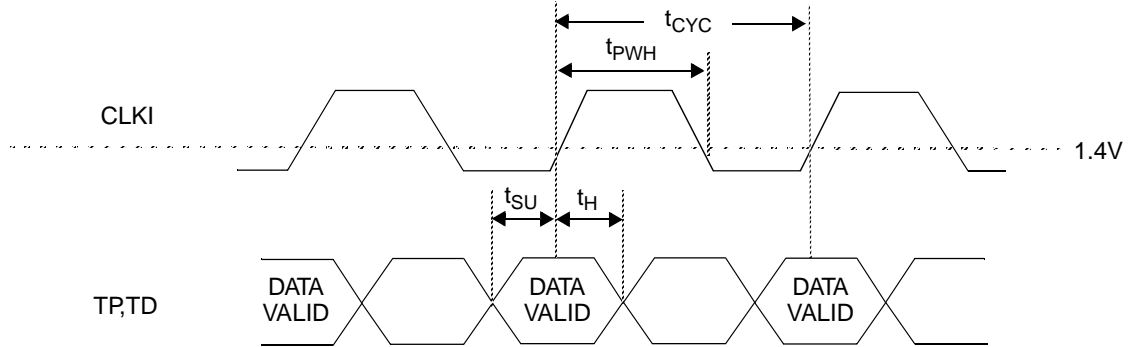 tCYC
tPWH
CLKI
1.4V
tSU
tH
TP,TD
DATA
VALID
DATA
VALID
DATA
VALID